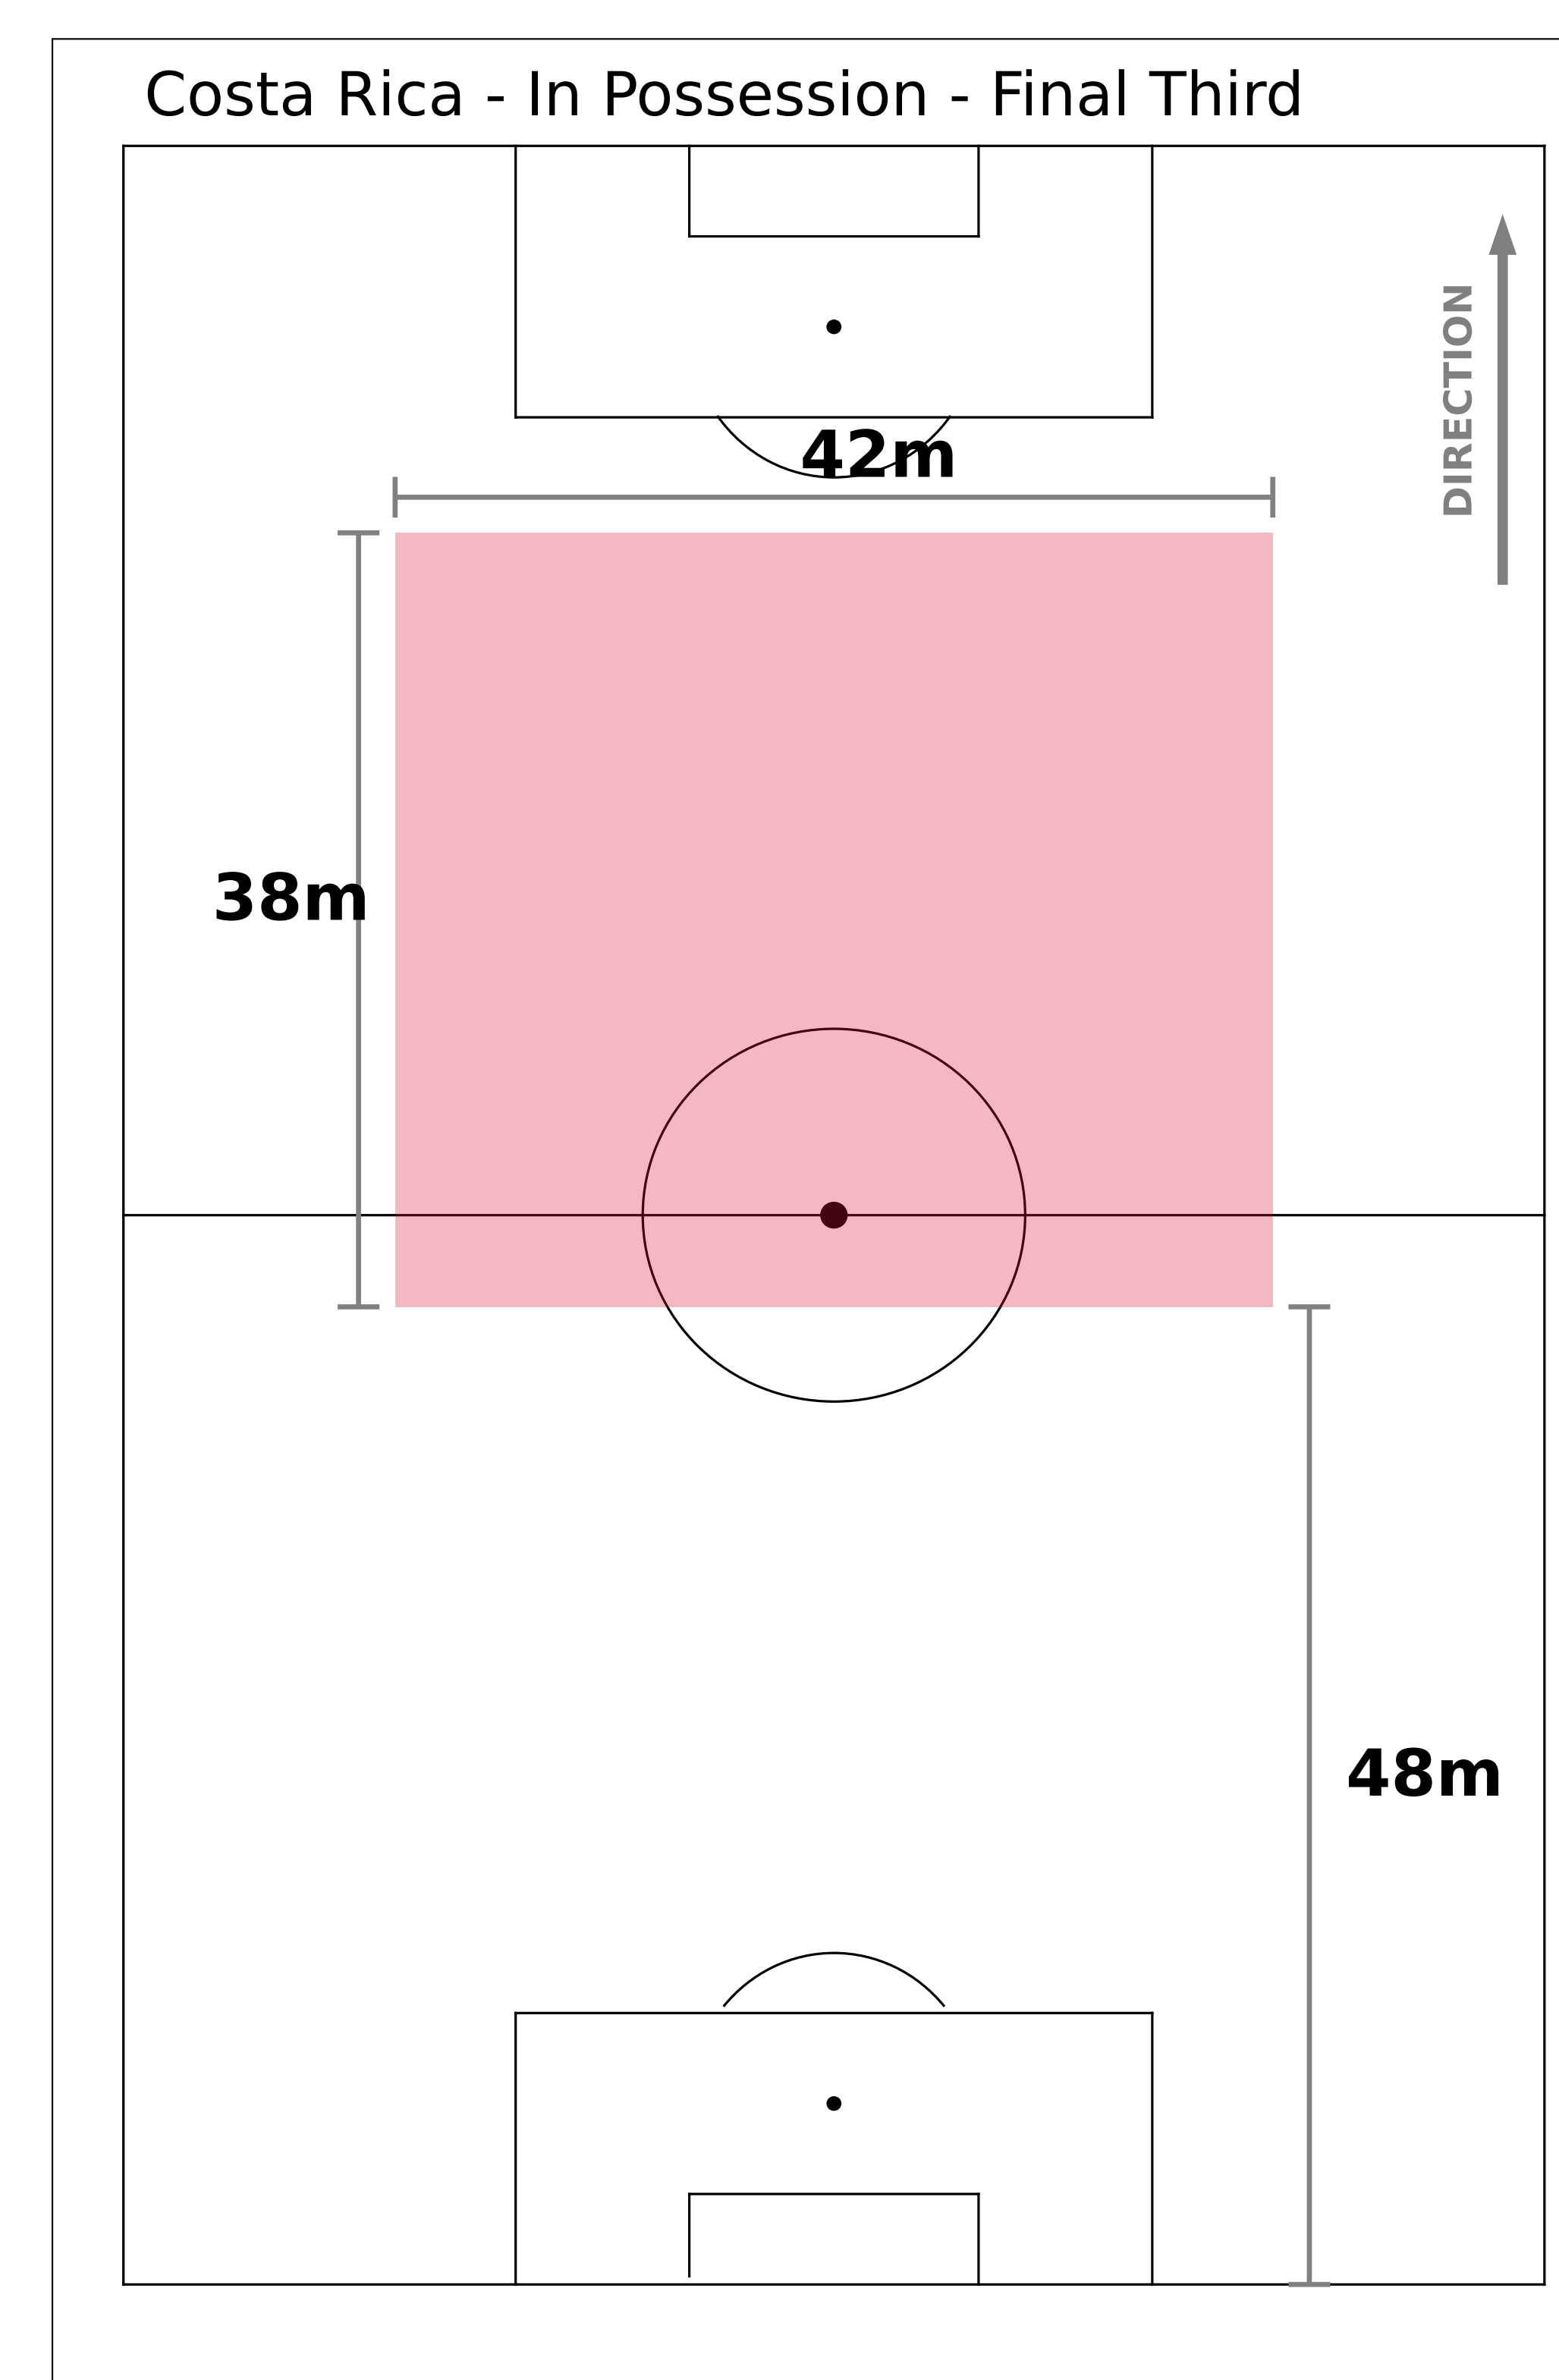 Costa Rica - In Possession - Final Third
DIRECTION
42m
38m
48m